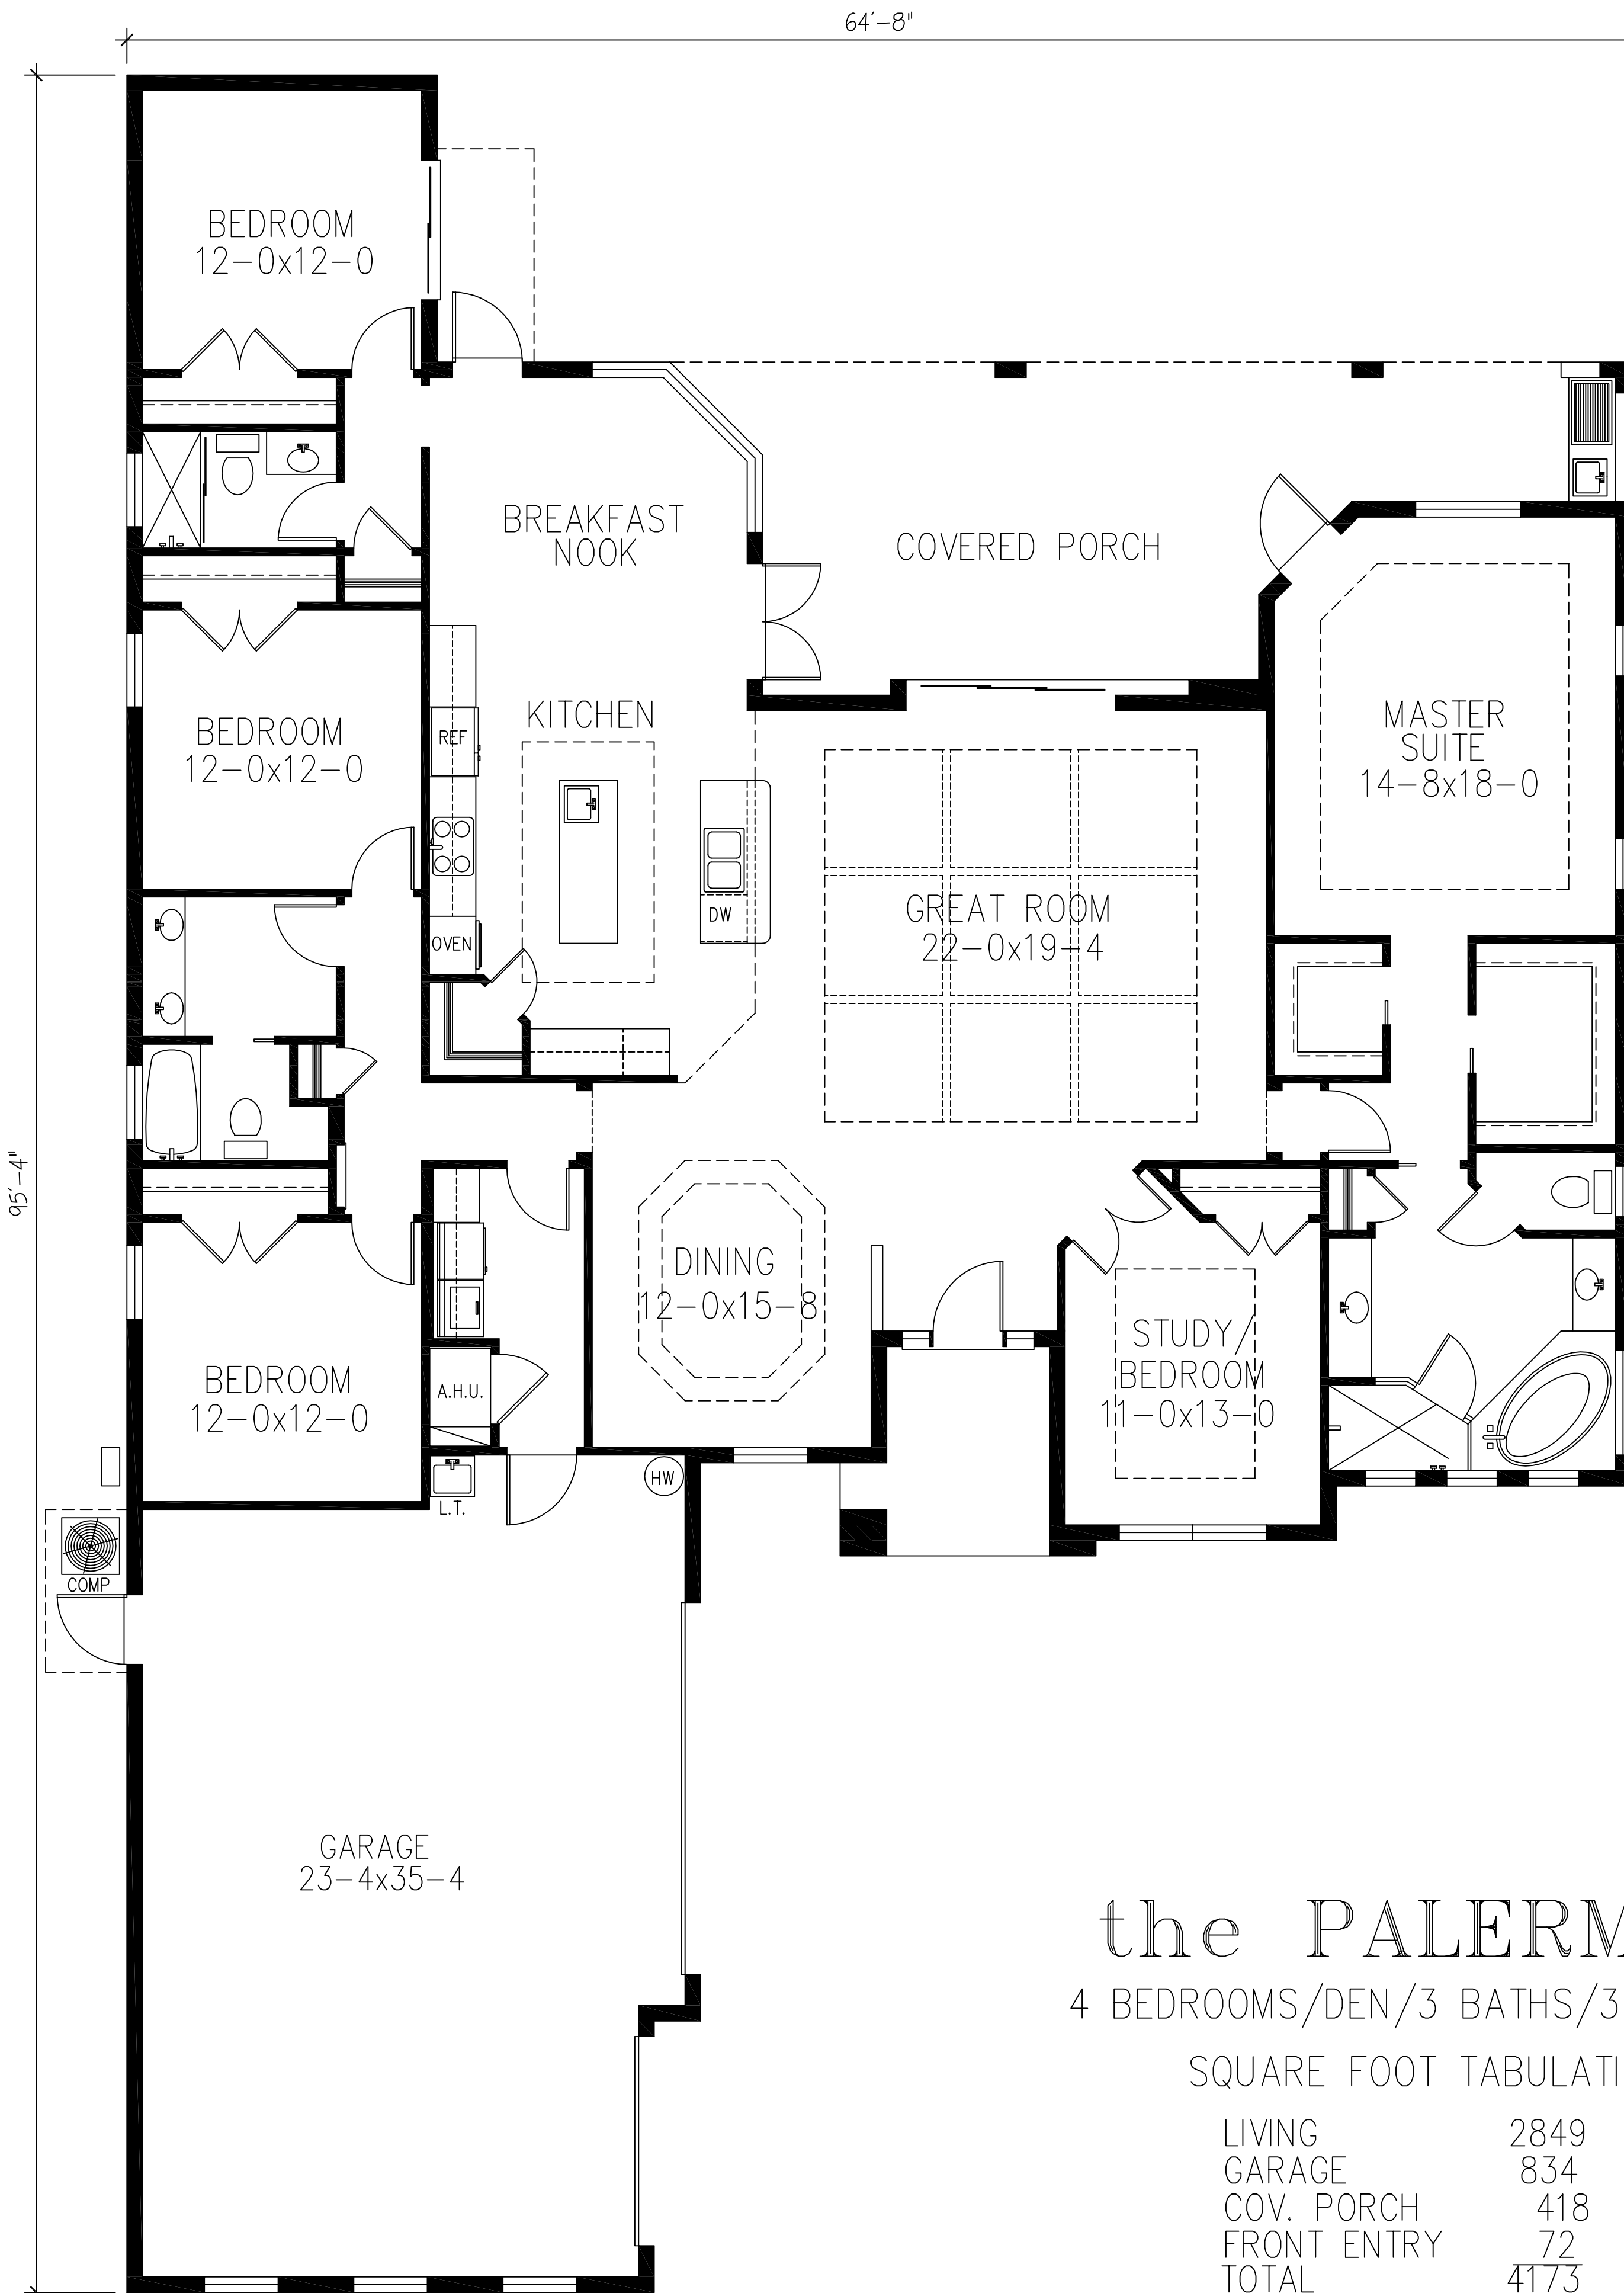 64'-8"
95'-4"
BEDROOM
12-0x12-0
BREAKFAST
NOOK
COVERED PORCH
BEDROOM
12-0x12-0
KITCHEN
REF
OVEN
DW
GREAT ROOM
22-0x19-4
MASTER
SUITE
14-8x18-0
DINING
12-0x15-8
STUDY/
BEDROOM
11-0x13-0
BEDROOM
12-0x12-0
A.H.U.
L.T.
HW
COMP
GARAGE
23-4x35-4
the PALERM
4 BEDROOMS/DEN/3 BATHS/3
SQUARE FOOT TABULATI
LIVING 2849
GARAGE 834
COV. PORCH 418
FRONT ENTRY 72
TOTAL 4173